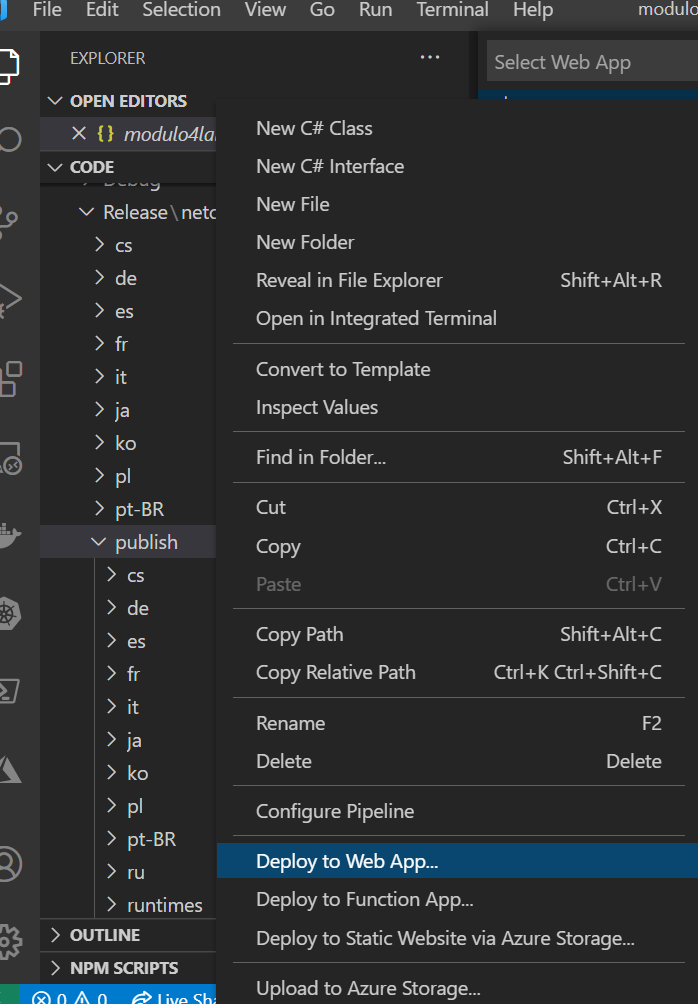 File Edit Selection View Go Run Terminal Help modulo
EXPLORER ...
Select Web App
OPEN EDITORS
{} modulo4la
CODE
Debug
Release\netc
cs
de
es
fr
it
ja
ko
pl
pt-BR
publish
cs
de
es
fr
it
ja
ko
pl
pt-BR
ru
runtimes
OUTLINE
NPM SCRIPTS
0 0 Live Sha
New C# Class
New C# Interface
New File
New Folder
Reveal in File Explorer Shift+Alt+R
Open in Integrated Terminal
Convert to Template
Inspect Values
Find in Folder... Shift+Alt+F
Cut Ctrl+X
Copy Ctrl+C
Paste Ctrl+V
Copy Path Shift+Alt+C
Copy Relative Path Ctrl+K Ctrl+Shift+C
Rename F2
Delete Delete
Configure Pipeline
Deploy to Web App...
Deploy to Function App...
Deploy to Static Website via Azure Storage...
Upload to Azure Storage...